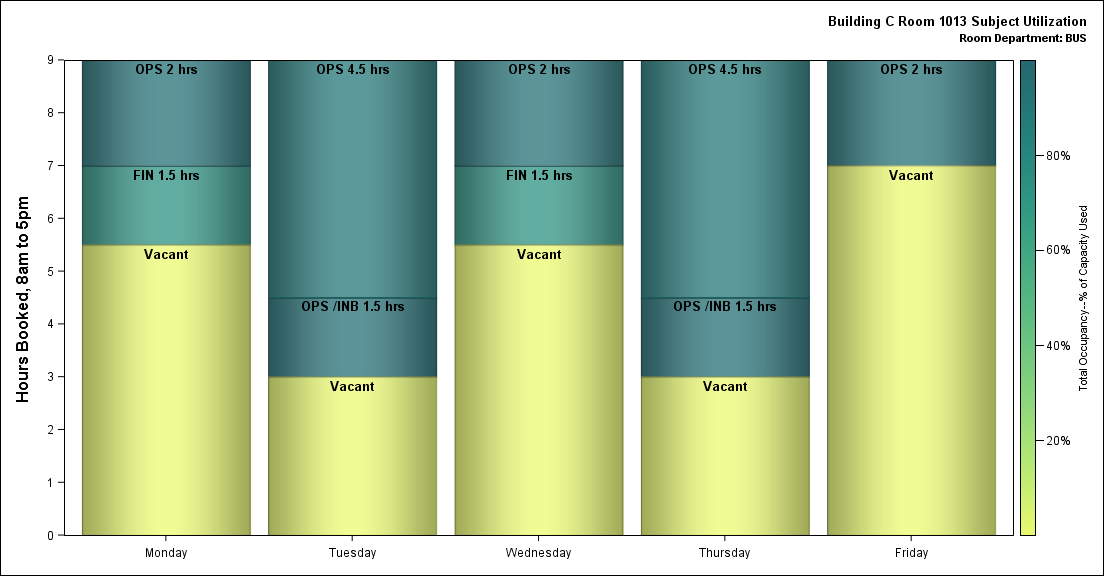 Building C Room 1013 Subject Utilization
Room Department: BUS
Hours Booked, 8am to 5pm
9
8
7
6
5
4
3
2
1
0
OPS 2 hrs
FIN 1.5 hrs
Vacant
OPS 4.5 hrs
OPS /INB 1.5 hrs
Vacant
OPS 2 hrs
FIN 1.5 hrs
Vacant
OPS 4.5 hrs
OPS /INB 1.5 hrs
Vacant
OPS 2 hrs
Vacant
Monday
Tuesday
Wednesday
Thursday
Friday
80%
60%
40%
20%
Total Occupancy--% of Capacity Used